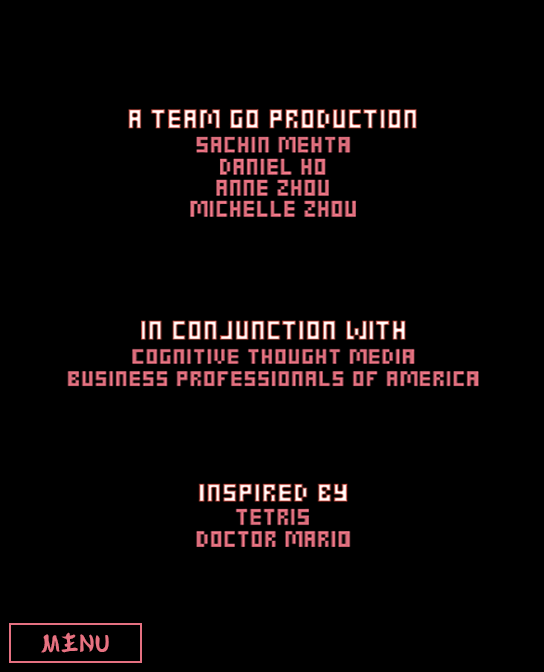 A TEAM GO PRODUCTION
SACHIN MEHTA
DANIEL HO
ANNE ZHOU
MICHELLE ZHOU
IN CONJUNCTION WITH
COGNITIVE THOUGHT MEDIA
BUSINESS PROFESSIONALS OF AMERICA
INSPIRED BY
TETRIS
DOCTOR MARIO
MENU